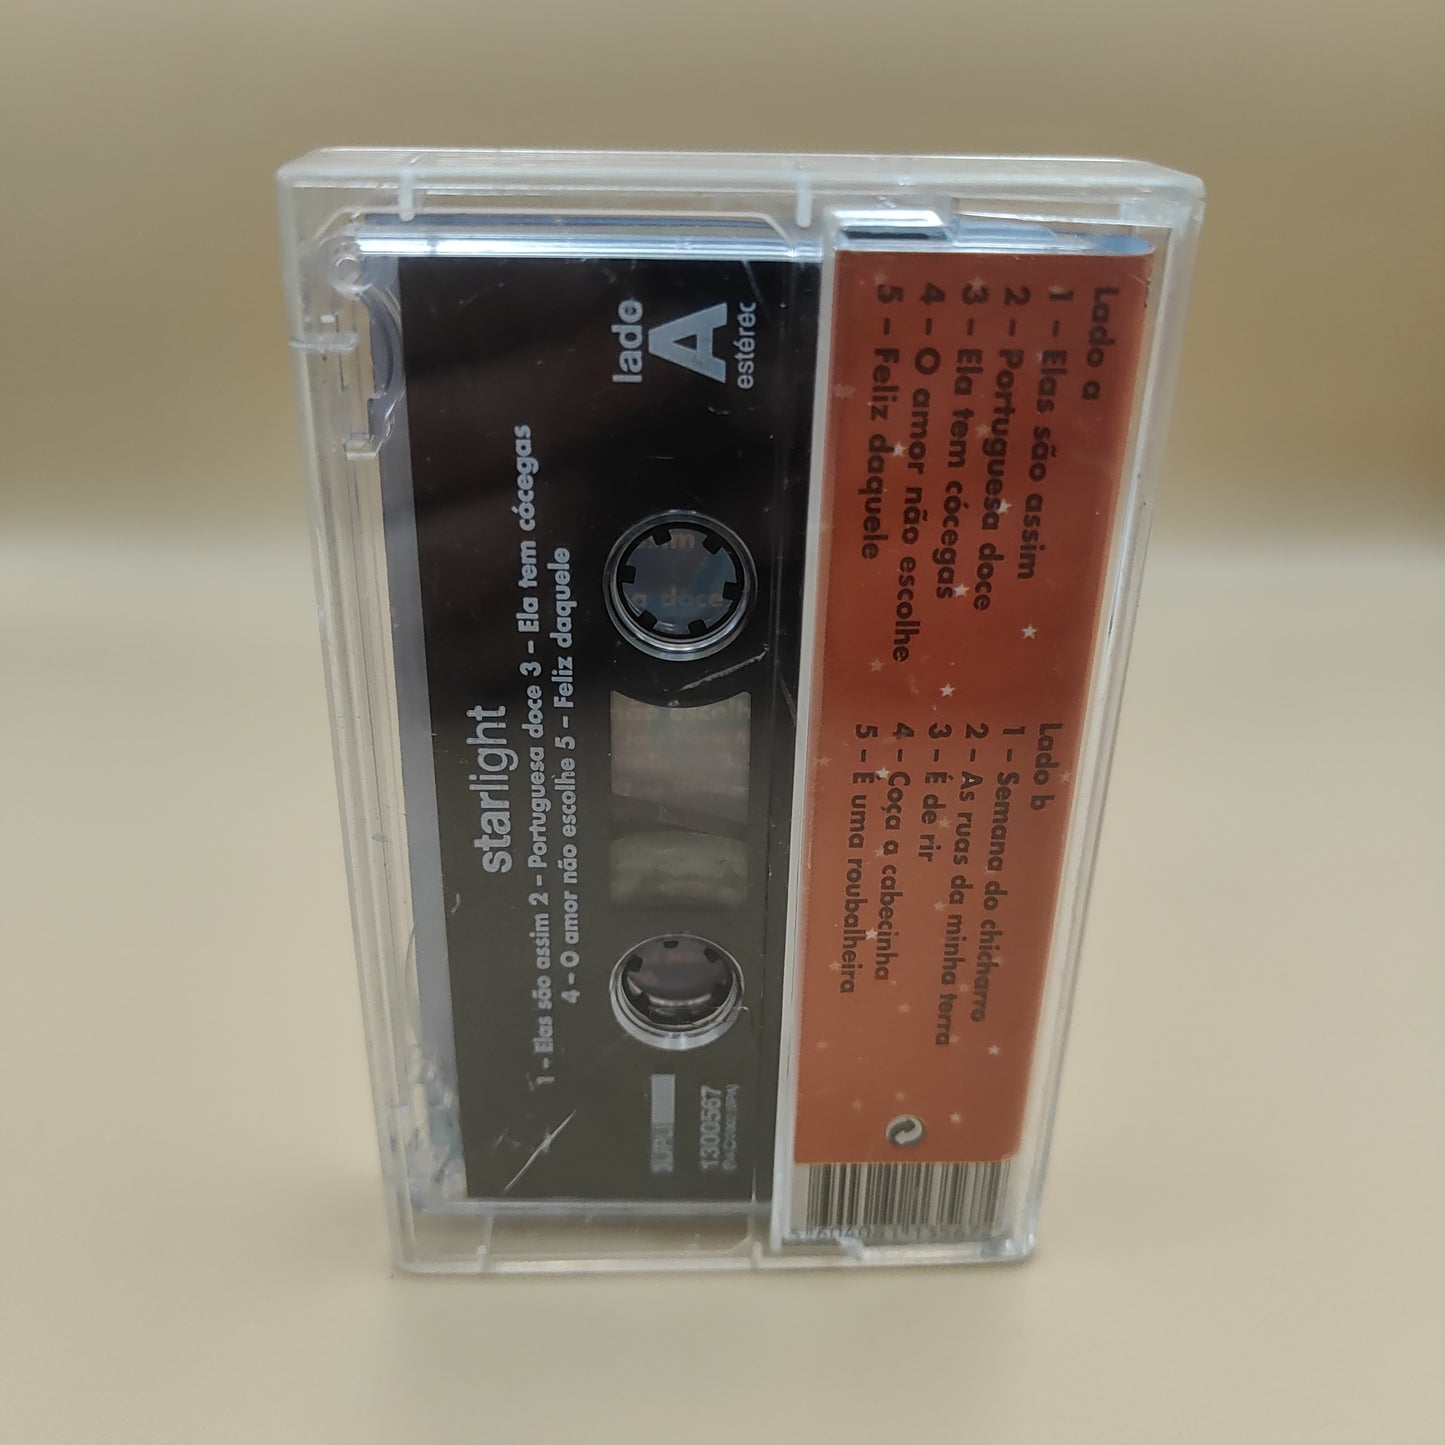 starlight
1 – Elas são assim 2 – Portuguesa doce 3 – Ela tem cócegas
4 – O amor não escolhe 5 – Feliz daquele
lado
A
estéreo
1300567
Lado a
1 – Elas são assim
2 – Portuguesa doce
3 – Ela tem cócegas
4 – O amor não escolhe
5 – Feliz daquele
Lado b
1 – Semana do chicharro
2 – As ruas da minha terra
3 – É de rir
4 – Coça a cabecinha
5 – É uma roubalheira